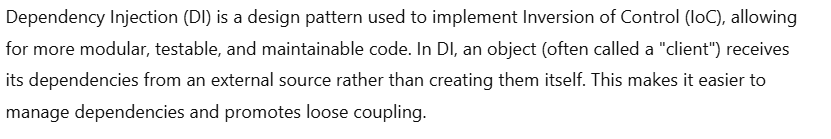 Dependency Injection (DI) is a design pattern used to implement Inversion of Control (IoC), allowing
for more modular, testable, and maintainable code. In DI, an object (often called a "client") receives
its dependencies from an external source rather than creating them itself. This makes it easier to
manage dependencies and promotes loose coupling.